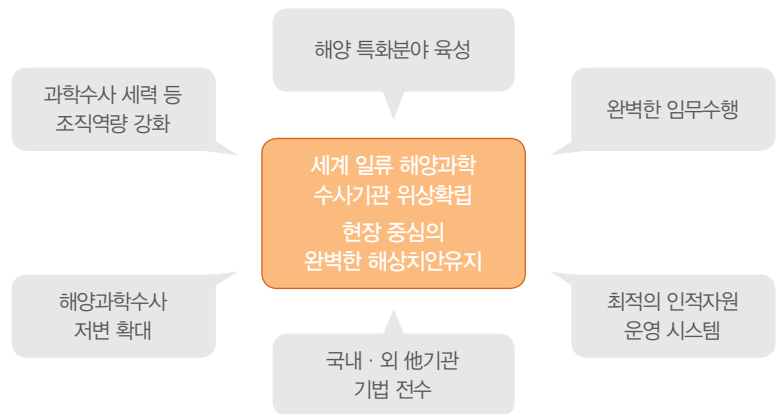 해양 특화분야 육성
과학수사 세력 등
조직역량 강화
완벽한 임무수행
세계 일류 해양과학
수사기관 위상확립
현장 중심의
완벽한 해상치안유지
해양과학수사
저변 확대
최적의 인적자원
운영 시스템
국내 · 외 他기관
기법 전수